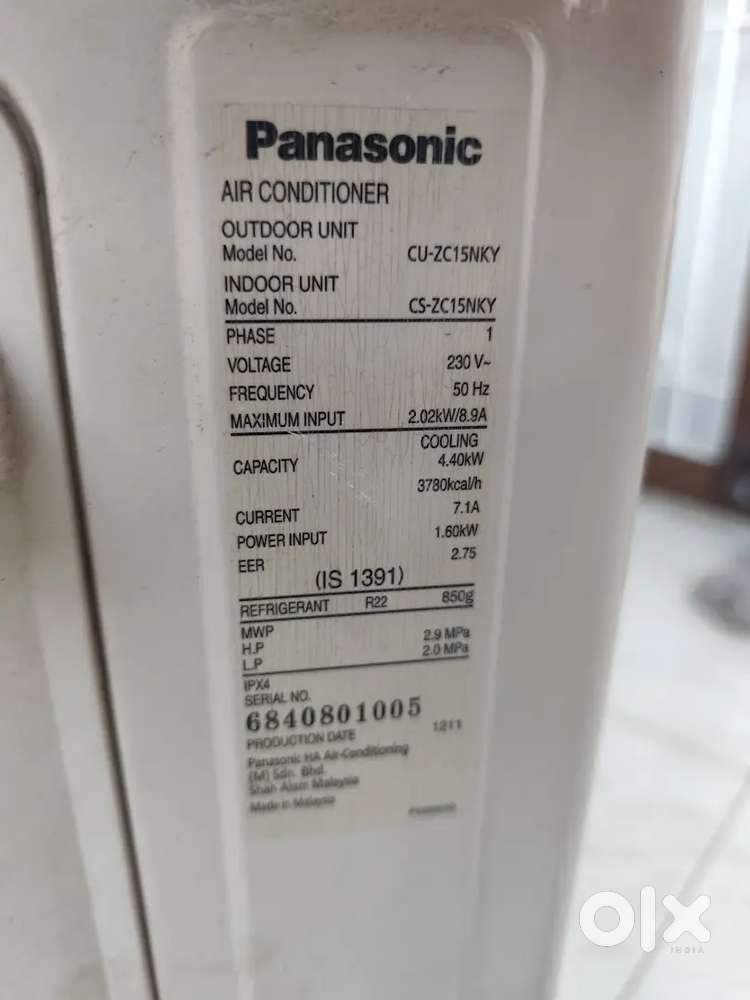 Panasonic
AIR CONDITIONER
OUTDOOR UNIT
Model No. CU-ZC15NKY
INDOOR UNIT
Model No. CS-ZC15NKY
PHASE 1
VOLTAGE 230 V~
FREQUENCY 50 Hz
MAXIMUM INPUT 2.02kW/8.9A
COOLING
CAPACITY 4.40kW
3780kcal/h
CURRENT 7.1A
POWER INPUT 1.60kW
EER 2.75
(IS 1391)
REFRIGERANT R22 850g
MWP
H.P 2.9 MPa
L.P 2.0 MPa
IPX4
SERIAL NO.
6840801005
PRODUCTION DATE 1211
Panasonic HA Air-Conditioning
(M) Sdn. Bhd.
Shah Alam Malaysia
Made in Malaysia
olx
INDIA